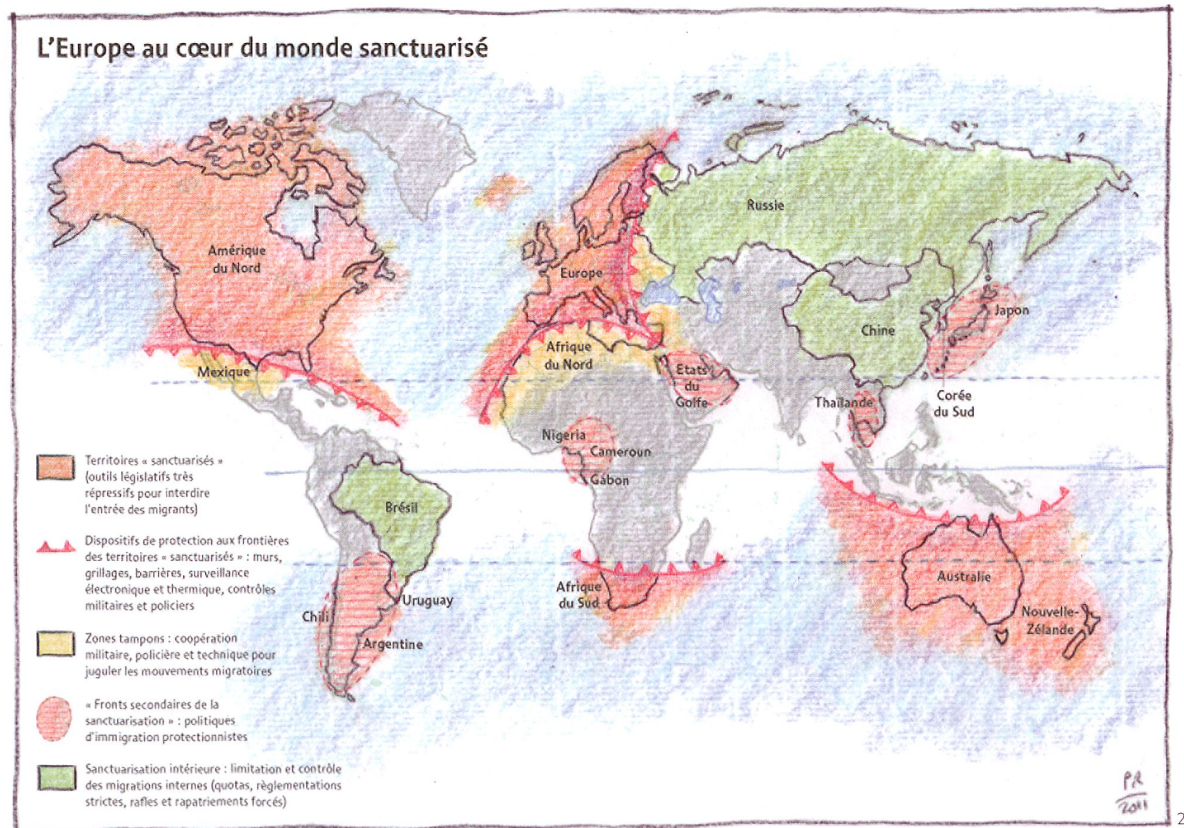 L'Europe au cœur du monde sanctuarisé
Russie
Amérique
du Nord
Europe
Japon
Chine
Afrique
du Nord
Mexique
Etats
du
Golfe
Thaïlande
Corée
du Sud
Nigeria
Cameroun
Gabon
Brésil
Afrique
du Sud
Australie
Uruguay
Chili
Nouvelle-
Zélande
Argentine
Territoires « sanctuarisés »
(outils législatifs très
répressifs pour interdire
l'entrée des migrants)
Dispositifs de protection aux frontières
des territoires « sanctuarisés » : murs,
grillages, barrières, surveillance
électronique et thermique, contrôles
militaires et policiers
Zones tampons : coopération
militaire, policière et technique pour
juguler les mouvements migratoires
« Fronts secondaires de la
sanctuarisation » : politiques
d'immigration protectionnistes
Sanctuarisation intérieure : limitation et contrôle
des migrations internes (quotas, règlementations
strictes, rafles et rapatriements forcés)
PR
2011
2